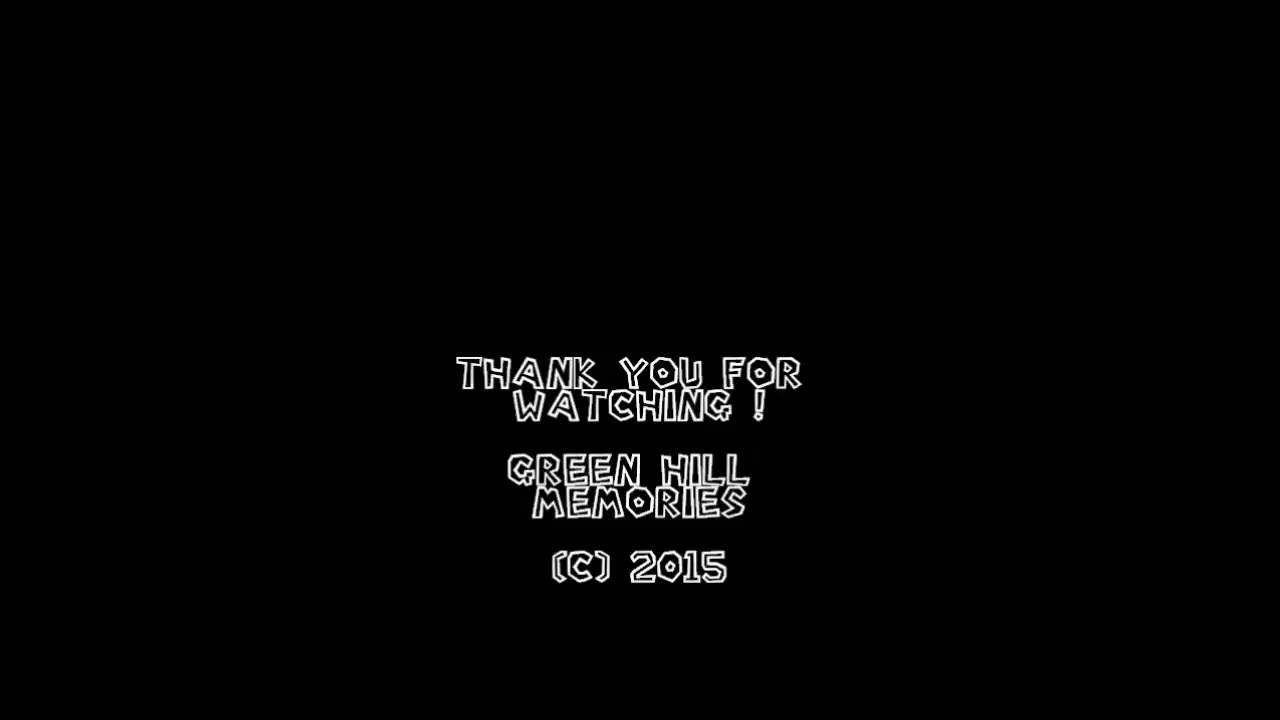 THANK YOU FOR
WATCHING !
GREEN HILL
MEMORIES
(C) 2015